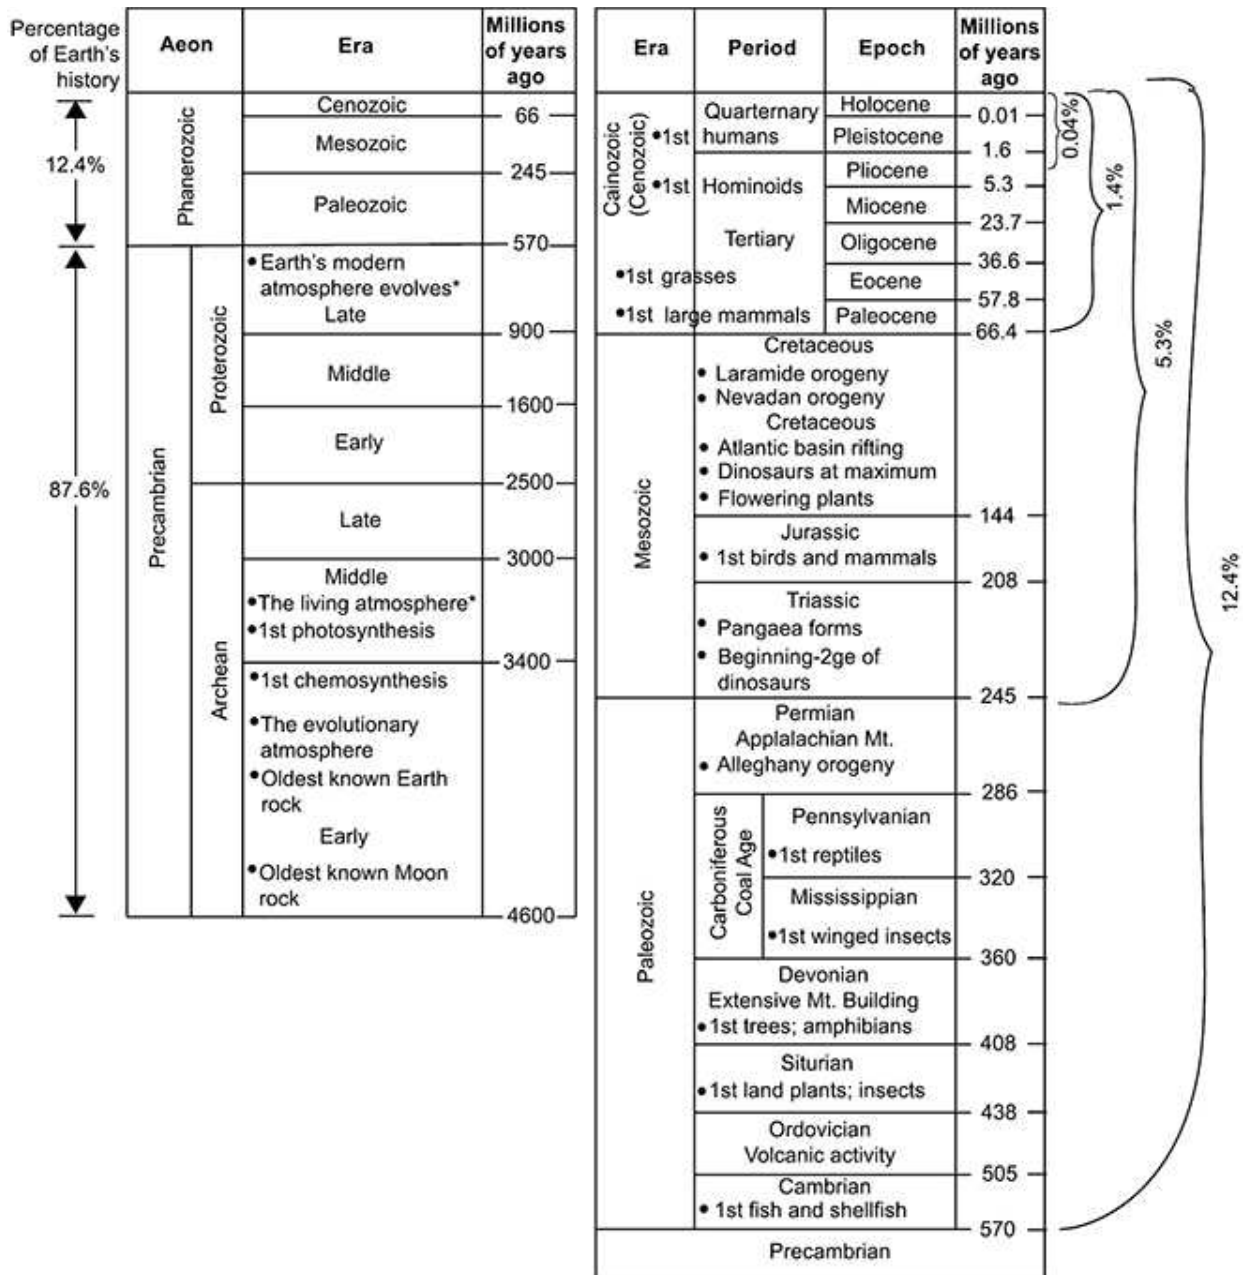 Percentage
of Earth's
history
Aeon
Era
Millions
of years
ago
12.4%
87.6%
Phanerozoic
Cenozoic
66
Mesozoic
245
Paleozoic
570
Precambrian
Proterozoic
• Earth's modern
atmosphere evolves*
Late
900
Middle
1600
Early
2500
Archean
Late
3000
Middle
• The living atmosphere*
• 1st photosynthesis
3400
• 1st chemosynthesis
• The evolutionary
atmosphere
• Oldest known Earth
rock
Early
• Oldest known Moon
rock
4600
Era
Period
Epoch
Millions
of years
ago
Cainozoic
(Cenozoic)
Quarternary
• 1st humans
Holocene
0.01
Pleistocene
1.6
• 1st Hominoids
Tertiary
• 1st grasses
• 1st large mammals
Pliocene
5.3
Miocene
23.7
Oligocene
36.6
Eocene
57.8
Paleocene
66.4
Mesozoic
Cretaceous
• Laramide orogeny
• Nevadan orogeny
Cretaceous
• Atlantic basin rifting
• Dinosaurs at maximum
• Flowering plants
144
Jurassic
• 1st birds and mammals
208
Triassic
• Pangaea forms
• Beginning-2ge of
dinosaurs
245
Paleozoic
Permian
Applalachian Mt.
• Alleghany orogeny
286
Carboniferous
Coal Age
Pennsylvanian
• 1st reptiles
320
Mississippian
• 1st winged insects
360
Devonian
Extensive Mt. Building
• 1st trees; amphibians
408
Siturian
• 1st land plants; insects
438
Ordovician
Volcanic activity
505
Cambrian
• 1st fish and shellfish
570
Precambrian
0.04%
1.4%
5.3%
12.4%